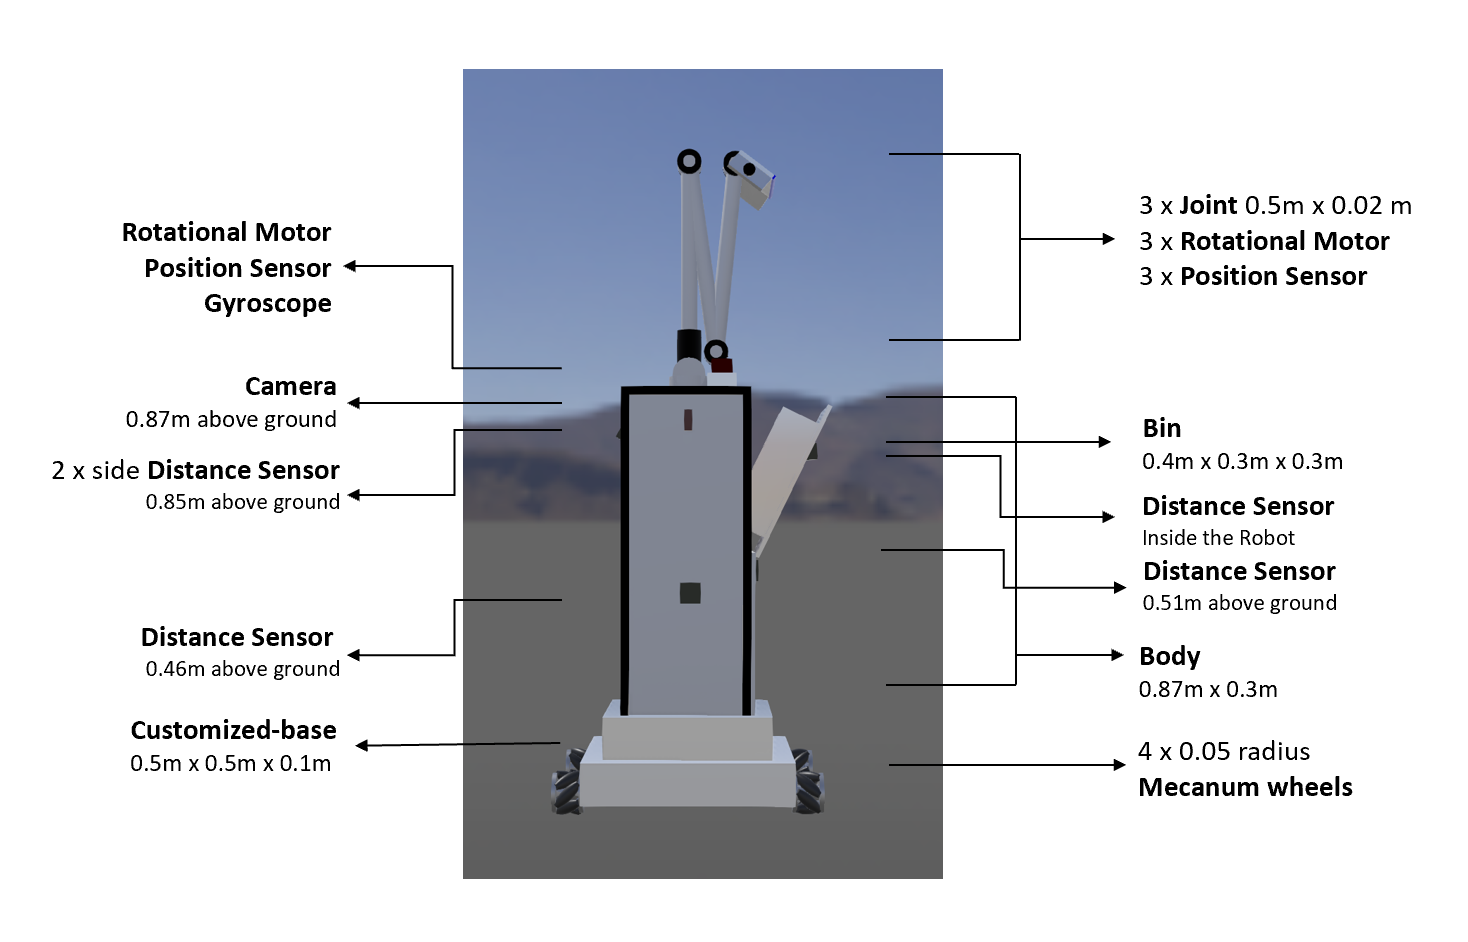 Rotational Motor
Position Sensor
Gyroscope
Camera
0.87m above ground
2 x side Distance Sensor
0.85m above ground
Distance Sensor
0.46m above ground
Customized-base
0.5m x 0.5m x 0.1m
3 x Joint 0.5m x 0.02 m
3 x Rotational Motor
3 x Position Sensor
Bin
0.4m x 0.3m x 0.3m
Distance Sensor
Inside the Robot
Distance Sensor
0.51m above ground
Body
0.87m x 0.3m
4 x 0.05 radius
Mecanum wheels